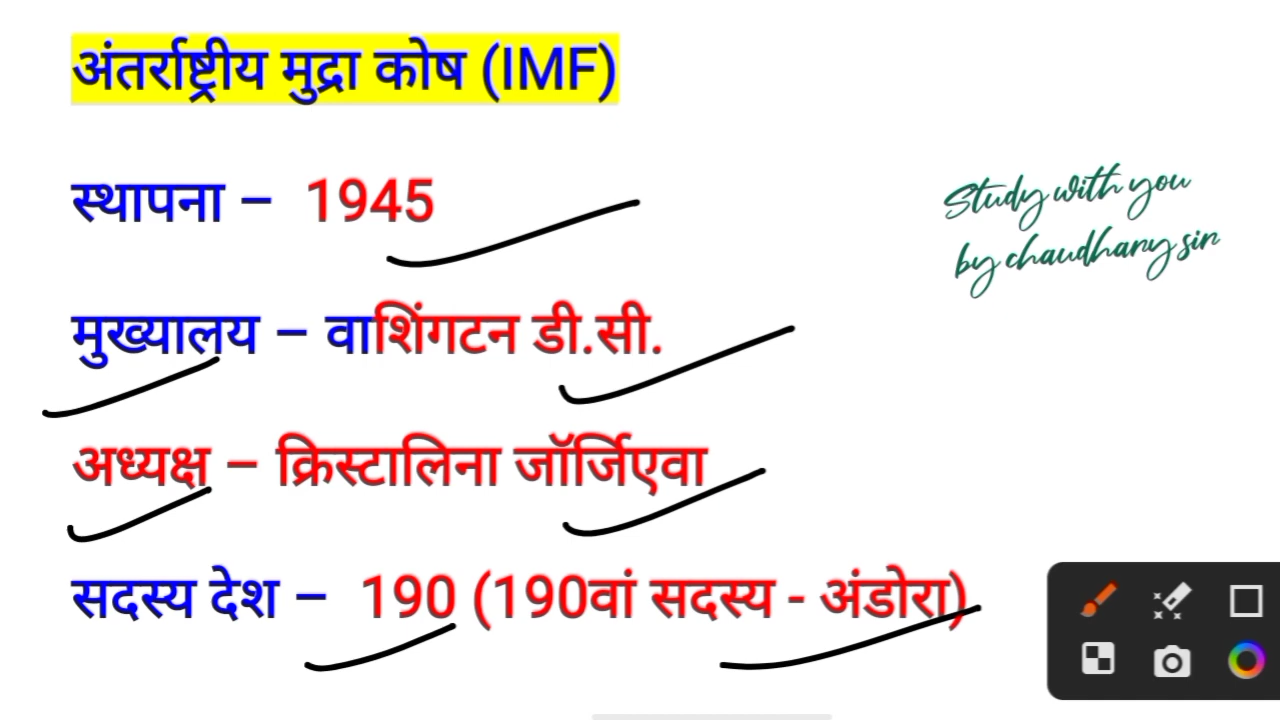 अंतर्राष्ट्रीय मुद्रा कोष (IMF)
स्थापना – 1945
Study with you
by chaudhary sir
मुख्यालय – वाशिंगटन डी.सी.
अध्यक्ष – क्रिस्टालिना जॉर्जिएवा
सदस्य देश – 190 (190वां सदस्य - अंडोरा)